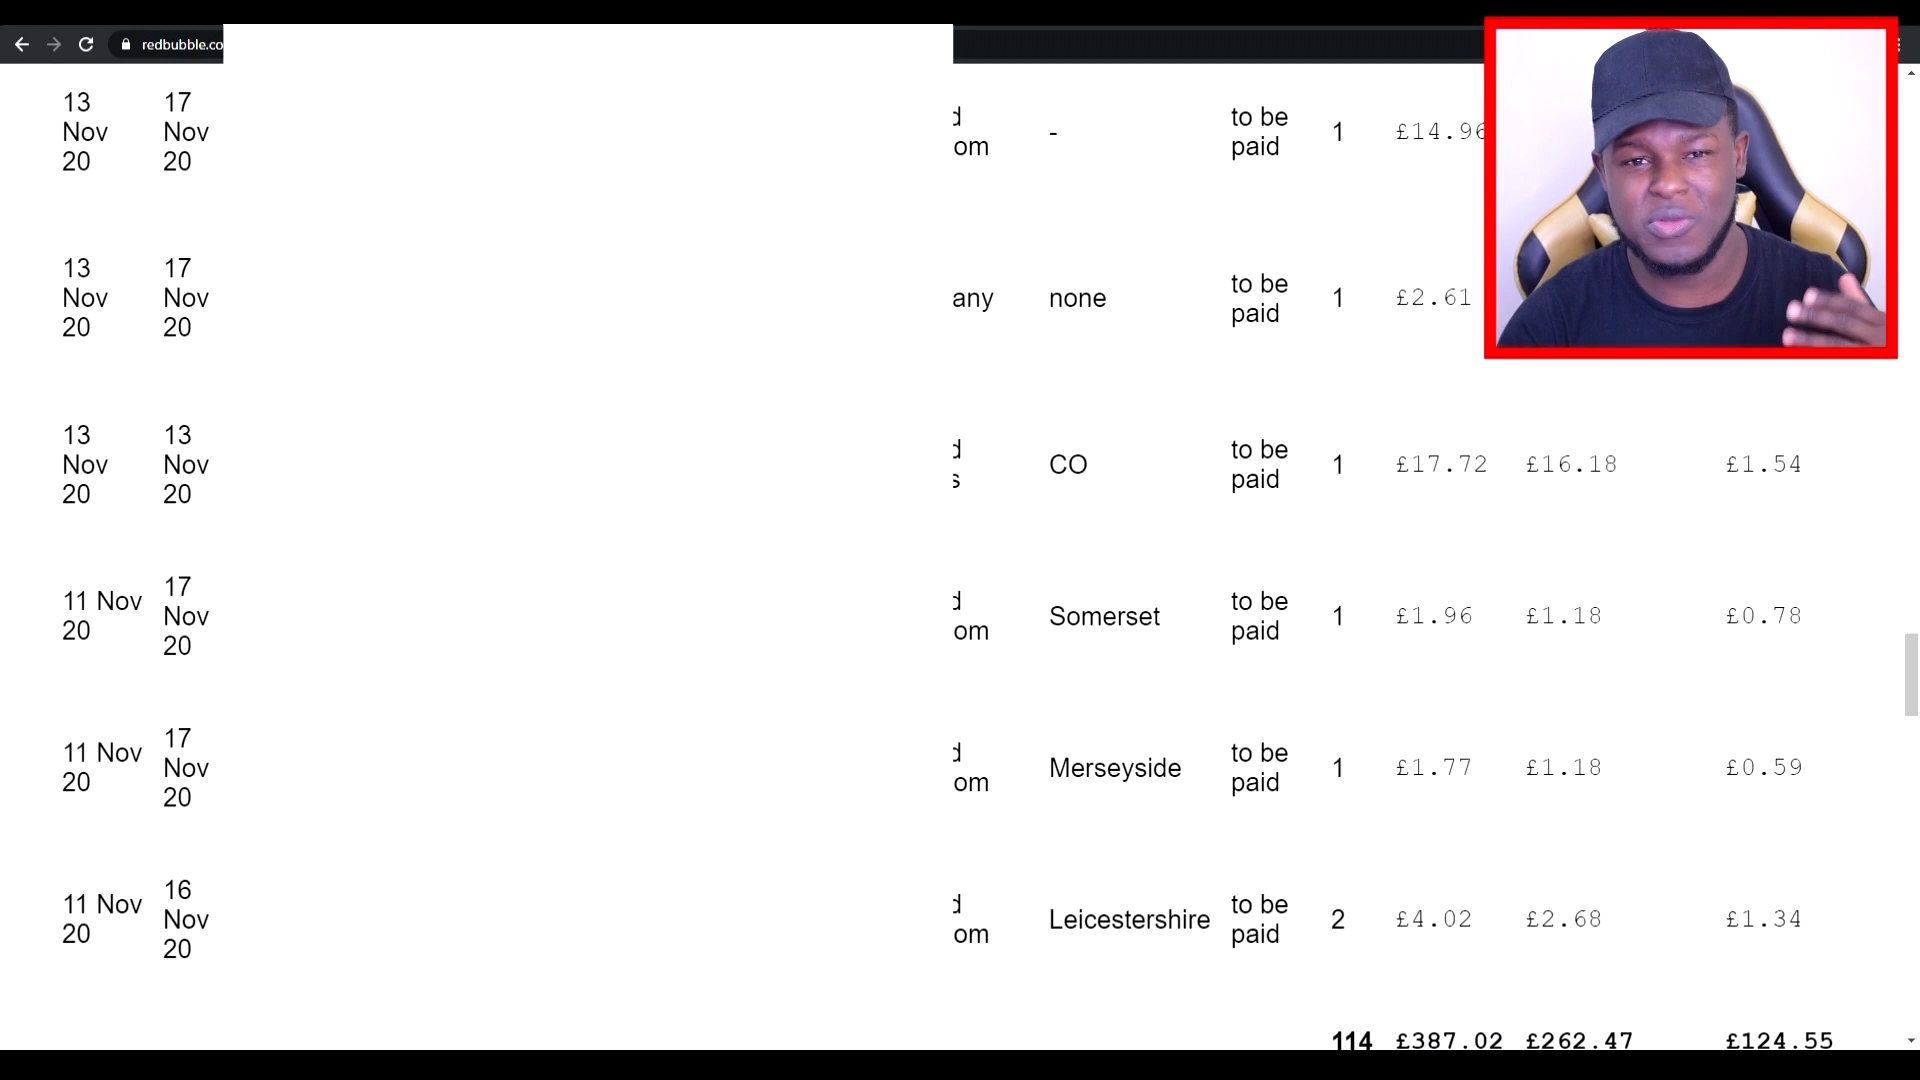 redbubble.co
13 Nov 20 17 Nov 20 d om - to be paid 1 £14.96
13 Nov 20 17 Nov 20 any none to be paid 1 £2.61
13 Nov 20 13 Nov 20 d s CO to be paid 1 £17.72 £16.18 £1.54
11 Nov 20 17 Nov 20 d om Somerset to be paid 1 £1.96 £1.18 £0.78
11 Nov 20 17 Nov 20 d om Merseyside to be paid 1 £1.77 £1.18 £0.59
11 Nov 20 16 Nov 20 d om Leicestershire to be paid 2 £4.02 £2.68 £1.34
114 £387.02 £262.47 £124.55